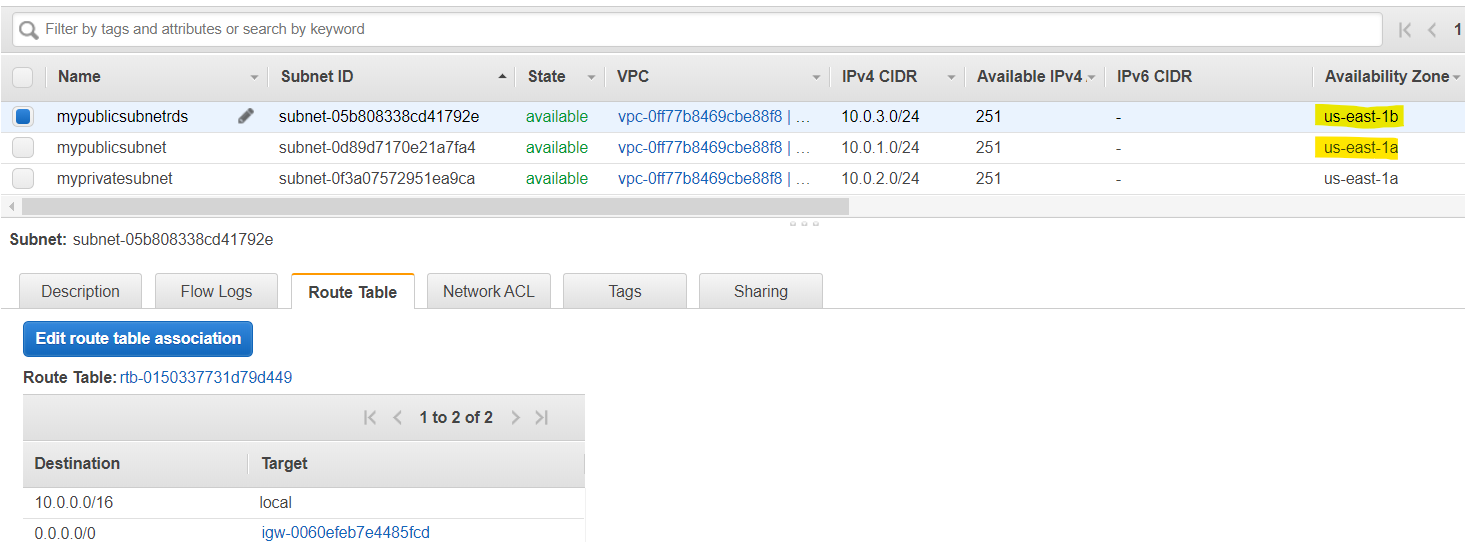 Filter by tags and attributes or search by keyword 1
Name Subnet ID State VPC IPv4 CIDR Available IPv4 IPv6 CIDR Availability Zone
mypublicsubnetrds subnet-05b808338cd41792e available vpc-0ff77b8469cbe88f8 | ... 10.0.3.0/24 251 - us-east-1b
mypublicsubnet subnet-0d89d7170e21a7fa4 available vpc-0ff77b8469cbe88f8 | ... 10.0.1.0/24 251 - us-east-1a
myprivatesubnet subnet-0f3a07572951ea9ca available vpc-0ff77b8469cbe88f8 | ... 10.0.2.0/24 251 - us-east-1a
Subnet: subnet-05b808338cd41792e
Description Flow Logs Route Table Network ACL Tags Sharing
Edit route table association
Route Table: rtb-0150337731d79d449
1 to 2 of 2
Destination Target
10.0.0.0/16 local
0.0.0.0/0 igw-0060efeb7e4485fcd